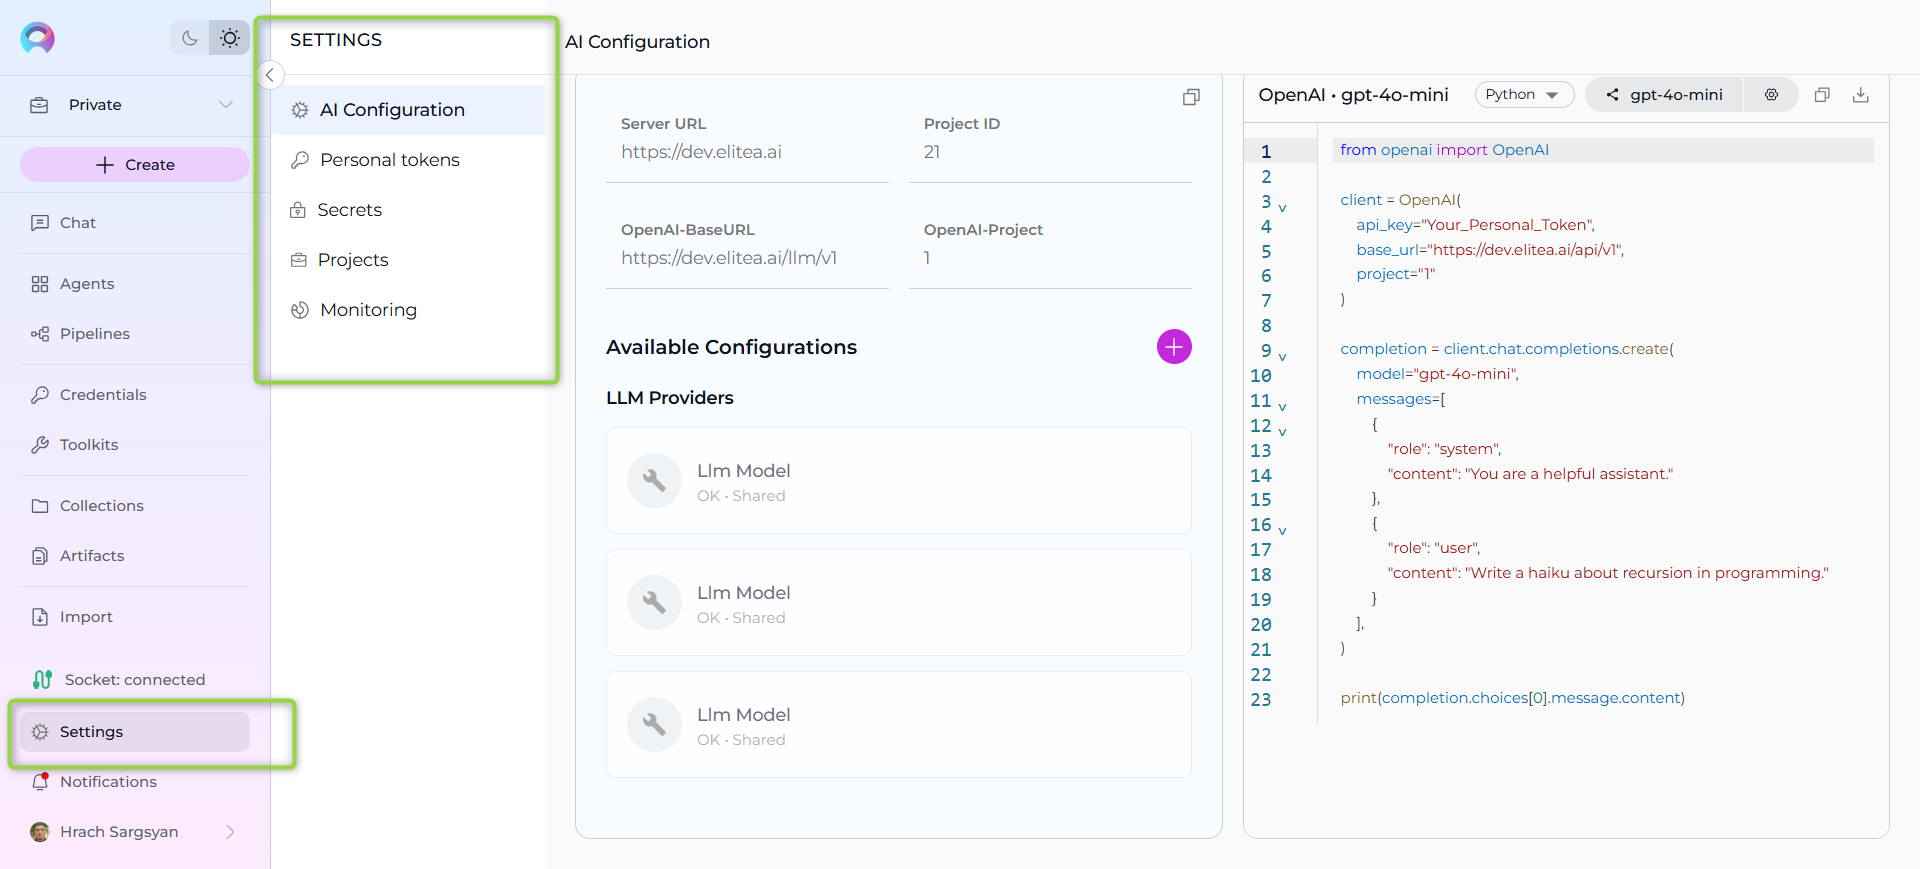 Private
Create
Chat
Agents
Pipelines
Credentials
Toolkits
Collections
Artifacts
Import
Socket: connected
Settings
Notifications
Hrach Sargsyan
SETTINGS
AI Configuration
Personal tokens
Secrets
Projects
Monitoring
AI Configuration
Server URL
https://dev.elitea.ai
Project ID
21
OpenAI-BaseURL
https://dev.elitea.ai/llm/v1
OpenAI-Project
1
Available Configurations
LLM Providers
Llm Model
OK • Shared
Llm Model
OK • Shared
Llm Model
OK • Shared
OpenAI • gpt-4o-mini
Python
gpt-4o-mini
1 from openai import OpenAI
2
3 client = OpenAI(
4 api_key="Your_Personal_Token",
5 base_url="https://dev.elitea.ai/api/v1",
6 project="1"
7 )
8
9 completion = client.chat.completions.create(
10 model="gpt-4o-mini",
11 messages=[
12 {
13 "role": "system",
14 "content": "You are a helpful assistant."
15 },
16 {
17 "role": "user",
18 "content": "Write a haiku about recursion in programming."
19 }
20 ],
21 )
22
23 print(completion.choices[0].message.content)